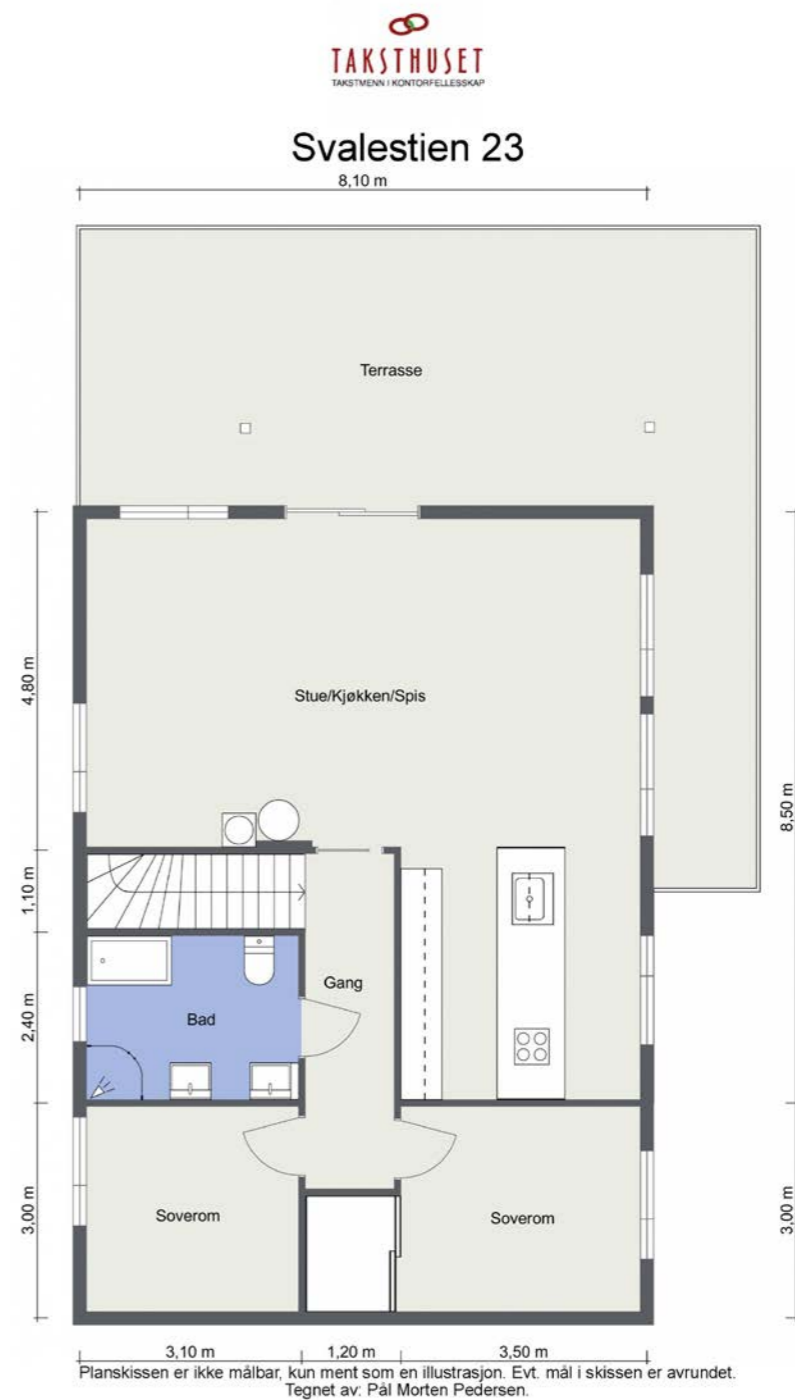 TAKSTHUSET
TAKSTMENN I KONTORFELLESSKAP
Svalestien 23
8,10 m
Terrasse
4,80 m
Stue/Kjøkken/Spis
8,50 m
1,10 m
Gang
2,40 m
Bad
3,00 m
Soverom
Soverom
3,00 m
3,10 m
1,20 m
3,50 m
Planskissen er ikke målbar, kun ment som en illustrasjon. Evt. mål i skissen er avrundet.
Tegnet av: Pål Morten Pedersen.